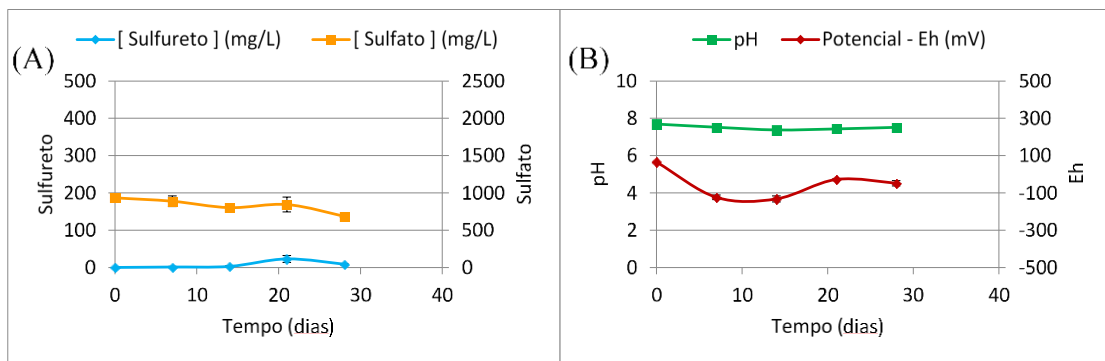 (A)
[ Sulfureto ] (mg/L) [ Sulfato ] (mg/L)
500 2500
400 2000
300 1500
200 1000
100 500
0 0
Sulfureto
Sulfato
0 10 20 30 40
Tempo (dias)
(B)
pH Potencial - Eh (mV)
10 500
8 300
6 100
4 -100
2 -300
0 -500
pH
Eh
0 10 20 30 40
Tempo (dias)